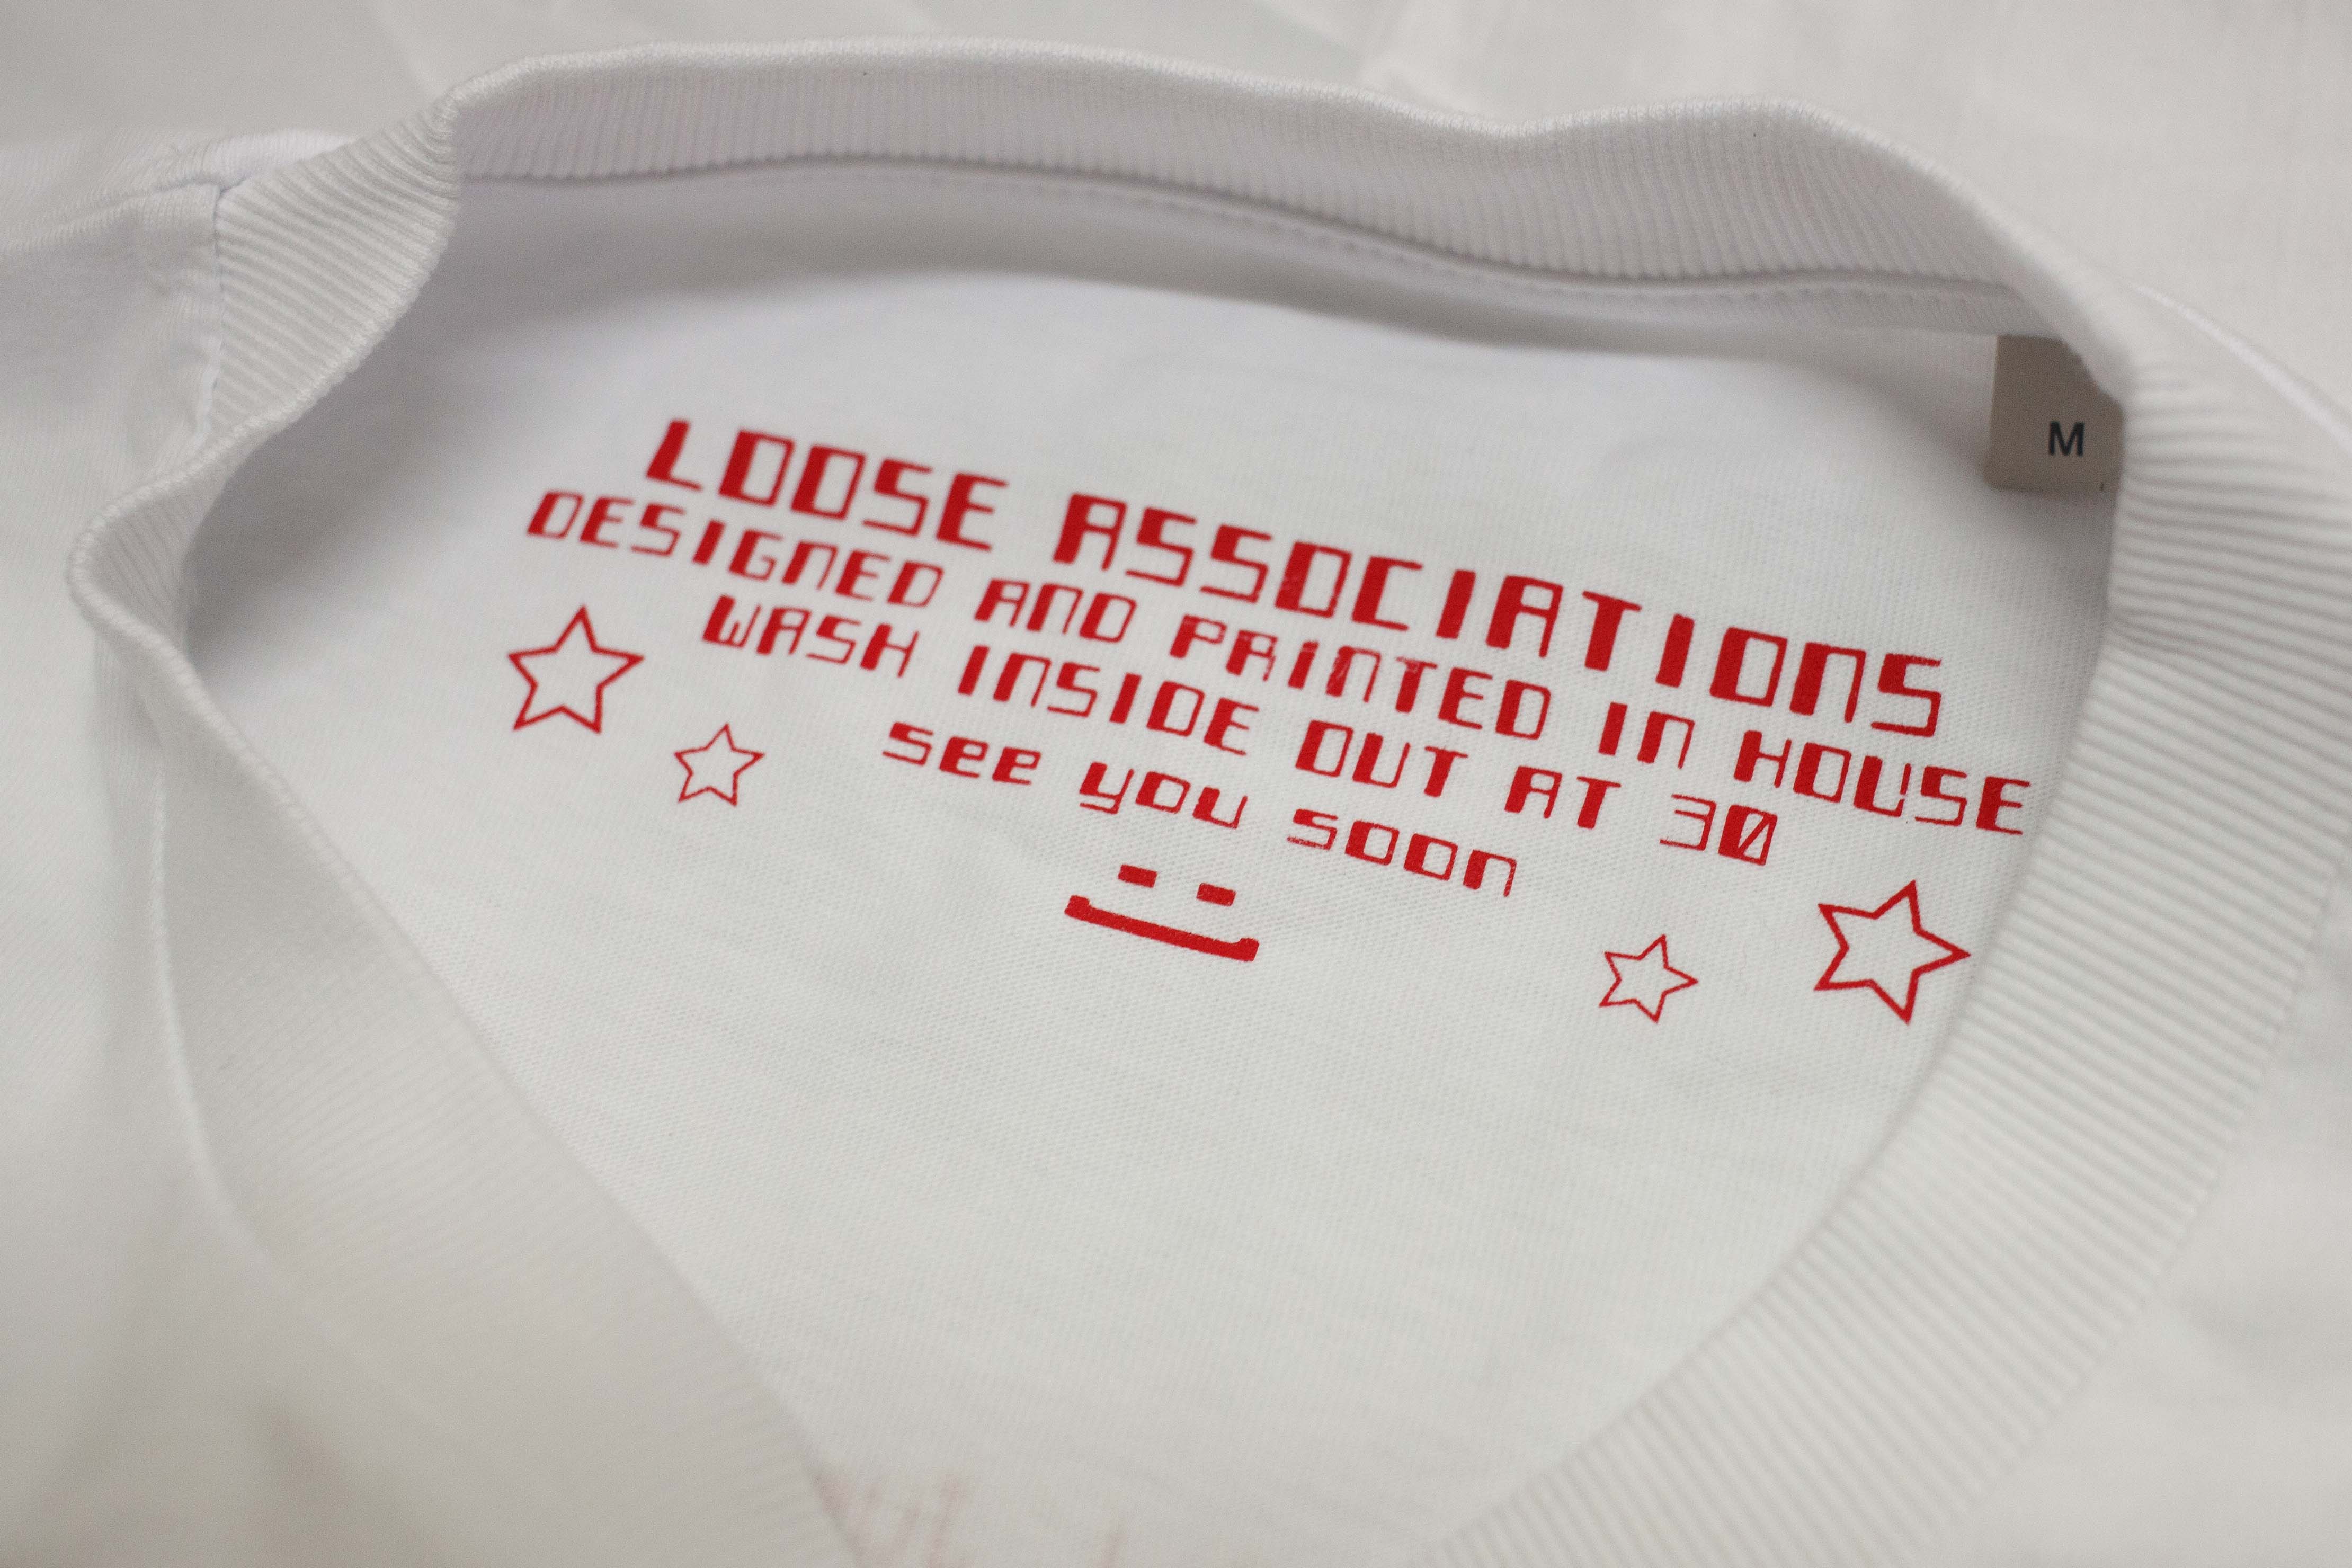 LOOSE ASSOCIATIONS
DESIGNED AND PRINTED IN HOUSE
WASH INSIDE OUT AT 30
see you soon
M